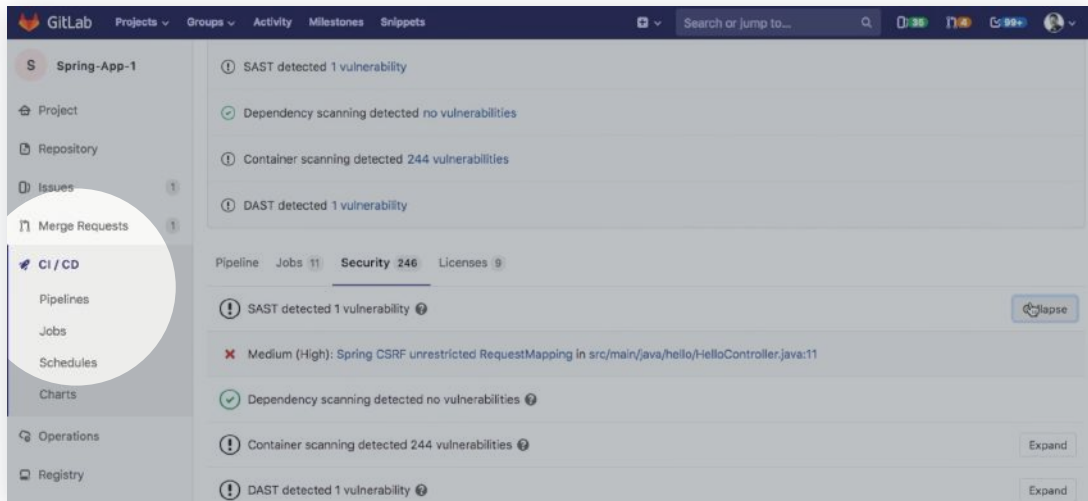 GitLab Projects Groups Activity Milestones Snippets Search or jump to... 35 4 99+
S Spring-App-1
Project
Repository
Issues 1
Merge Requests 1
CI / CD
Pipelines
Jobs
Schedules
Charts
Operations
Registry
SAST detected 1 vulnerability
Dependency scanning detected no vulnerabilities
Container scanning detected 244 vulnerabilities
DAST detected 1 vulnerability
Pipeline Jobs 11 Security 246 Licenses 9
SAST detected 1 vulnerability
Medium (High): Spring CSRF unrestricted RequestMapping in src/main/java/hello/HelloController.java:11
Dependency scanning detected no vulnerabilities
Container scanning detected 244 vulnerabilities Expand
DAST detected 1 vulnerability Expand